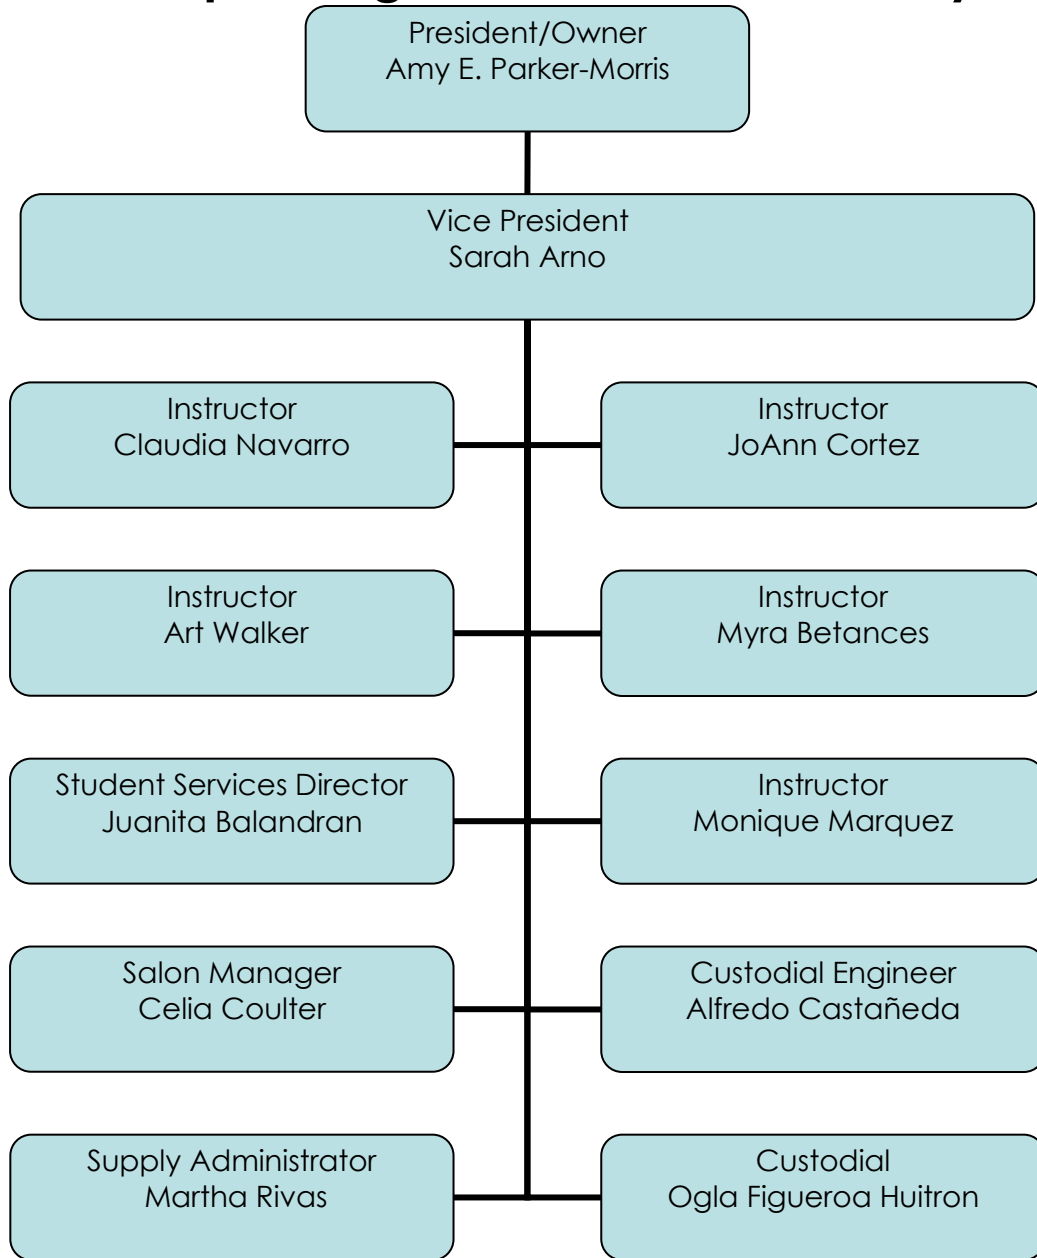 President/Owner
Amy E. Parker-Morris
Vice President
Sarah Arno
Instructor
Claudia Navarro
Instructor
JoAnn Cortez
Instructor
Art Walker
Instructor
Myra Betances
Student Services Director
Juanita Balandran
Instructor
Monique Marquez
Salon Manager
Celia Coulter
Custodial Engineer
Alfredo Castañeda
Supply Administrator
Martha Rivas
Custodial
Ogla Figueroa Huitron